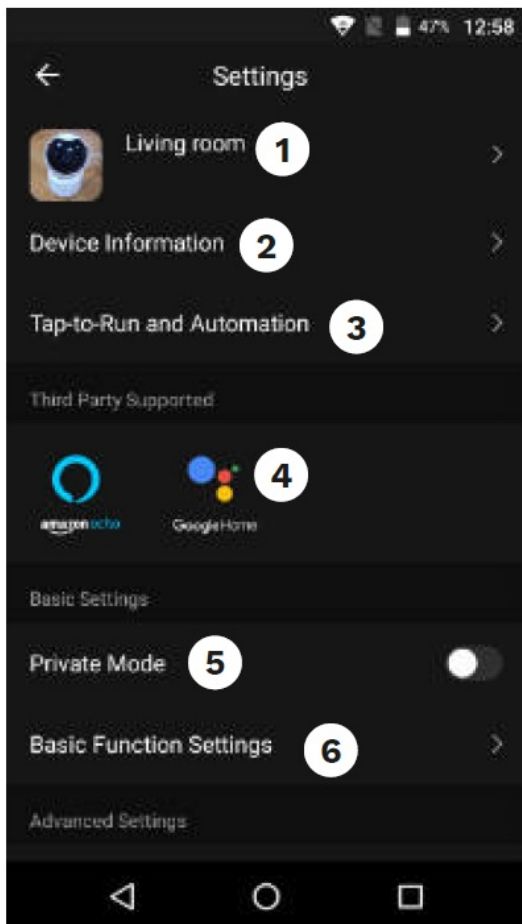 47% 12:58
Settings
Living room 1
Device Information 2
Tap-to-Run and Automation 3
Third Party Supported
4
amazon echo Google Home
Basic Settings
Private Mode 5
Basic Function Settings 6
Advanced Settings